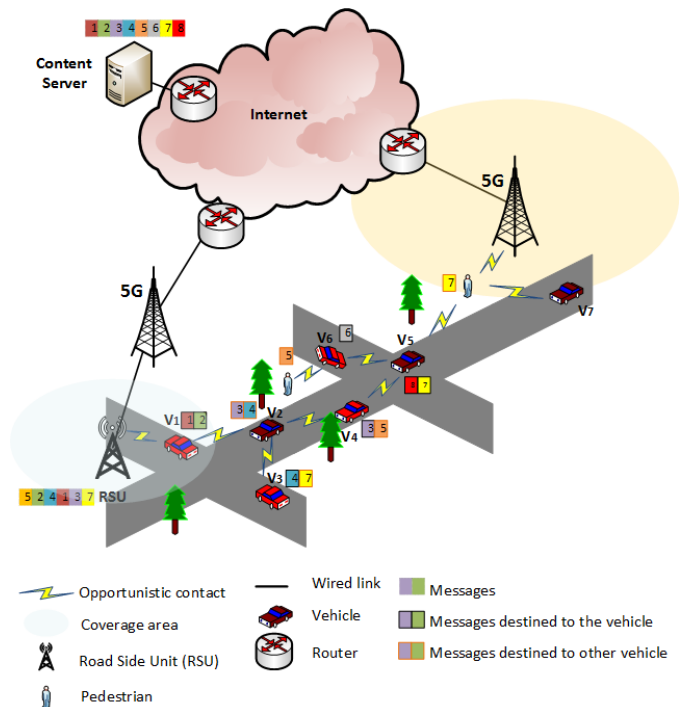 1 2 3 4 5 6 7 8
Content
Server
Internet
5G
5G
7
V7
V6 6
V5
5
8 7
V1 1 2
3 4
V2
V4
3 5
V3 4 7
5 2 4 1 3 7
RSU
Opportunistic contact
Wired link
Messages
Coverage area
Vehicle
Messages destined to the vehicle
Road Side Unit (RSU)
Router
Messages destined to other vehicle
Pedestrian